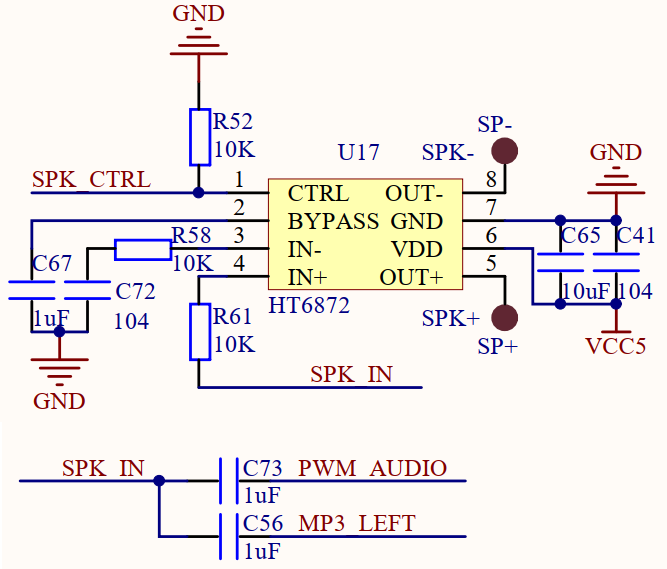 GND
R52
10K
SP-
SPK-
U17
GND
SPK_CTRL
1
CTRL
OUT-
8
2
BYPASS
GND
7
R58
3
IN-
VDD
6
C65
C41
10K
4
IN+
OUT+
5
C67
C72
1uF
104
HT6872
R61
10K
SPK+
SP+
10uF
104
VCC5
GND
SPK_IN
SPK_IN
C73
PWM_AUDIO
1uF
C56
MP3_LEFT
1uF